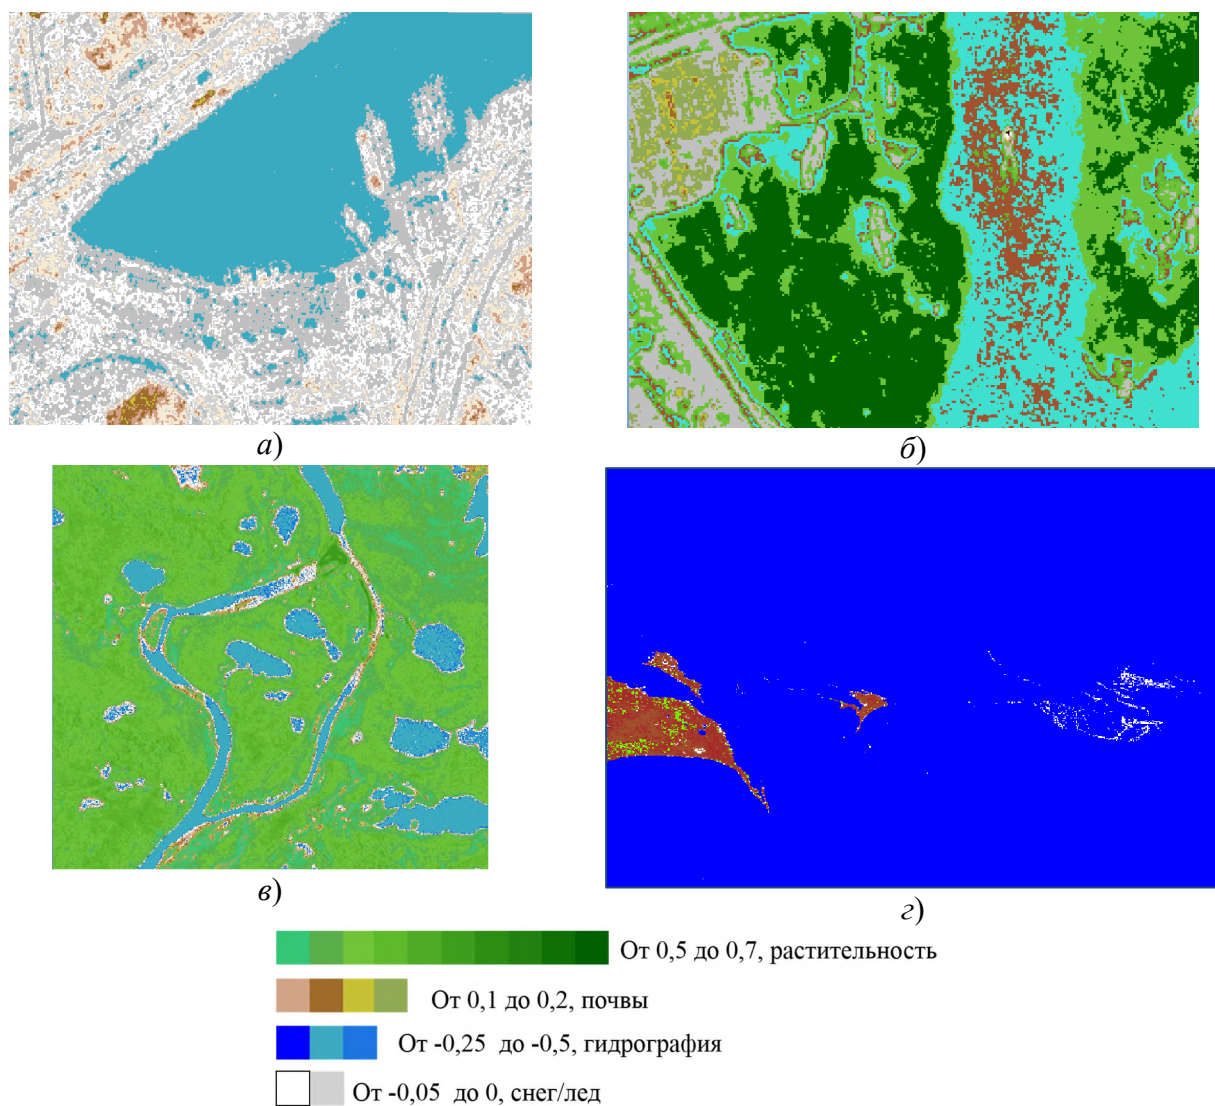 а)
б)
в)
г)
От 0,5 до 0,7, растительность
От 0,1 до 0,2, почвы
От -0,25 до -0,5, гидрография
От -0,05 до 0, снег/лед